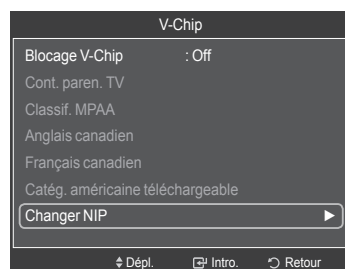 V-Chip
Blocage V-Chip : Off
Cont. paren. TV
Classif. MPAA
Anglais canadien
Français canadien
Catég. américaine téléchargeable
Changer NIP
Dépl. Intro. Retour